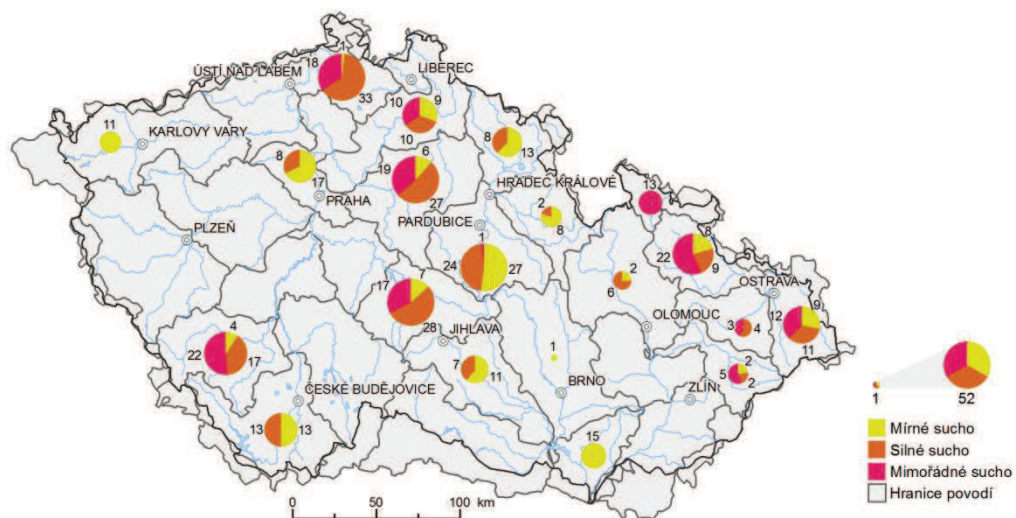 1
18
ÚSTÍ NAD LABEM
33
LIBEREC
10
9
10
11
KARLOVY VARY
8
13
8
17
PRAHA
6
19
27
HRADEC KRÁLOVÉ
2
8
13
PLZEŇ
PARDUBICE
1
24
27
8
22
9
OSTRAVA
2
6
OLOMOUC
7
17
28
JIHLAVA
3
4
9
12
11
4
22
17
7
11
1
BRNO
2
5
2
ZLÍN
ČESKÉ BUDĚJOVICE
13
13
15
1
52
Mírné sucho
Silné sucho
Mimořádné sucho
Hranice povodí
0 50 100 km